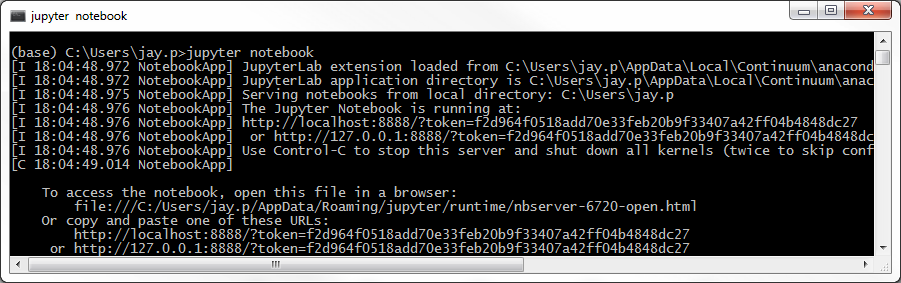 jupyter notebook
(base) C:\Users\jay.p>jupyter notebook
[I 18:04:48.972 NotebookApp] JupyterLab extension loaded from C:\Users\jay.p\AppData\Local\Continuum\anacond
[I 18:04:48.972 NotebookApp] JupyterLab application directory is C:\Users\jay.p\AppData\Local\Continuum\anac
[I 18:04:48.975 NotebookApp] Serving notebooks from local directory: C:\Users\jay.p
[I 18:04:48.976 NotebookApp] The Jupyter Notebook is running at:
[I 18:04:48.976 NotebookApp] http://localhost:8888/?token=f2d964f0518add70e33feb20b9f33407a42ff04b4848dc27
[I 18:04:48.976 NotebookApp]  or http://127.0.0.1:8888/?token=f2d964f0518add70e33feb20b9f33407a42ff04b4848dc
[I 18:04:48.976 NotebookApp] Use Control-C to stop this server and shut down all kernels (twice to skip conf
[C 18:04:49.014 NotebookApp]
To access the notebook, open this file in a browser:
file:///C:/Users/jay.p/AppData/Roaming/jupyter/runtime/nbserver-6720-open.html
Or copy and paste one of these URLs:
http://localhost:8888/?token=f2d964f0518add70e33feb20b9f33407a42ff04b4848dc27
or http://127.0.0.1:8888/?token=f2d964f0518add70e33feb20b9f33407a42ff04b4848dc27